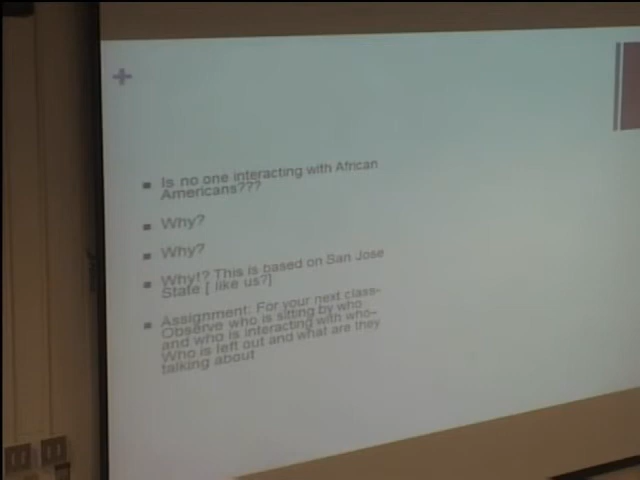 +
Is no one interacting with African
Americans???
Why?
Why?
Why!? This is based on San Jose
State [ like us?]
Assignment: For your next class–
Observe who is sitting by who
and who is interacting with who–
Who is left out and what are they
talking about